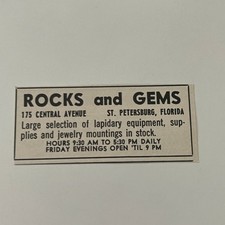 ROCKS and GEMS
175 CENTRAL AVENUE ST. PETERSBURG, FLORIDA
Large selection of lapidary equipment, sup-
plies and jewelry mountings in stock.
HOURS 9:30 AM TO 5:30 PM DAILY
FRIDAY EVENINGS OPEN 'TIL 9 PM